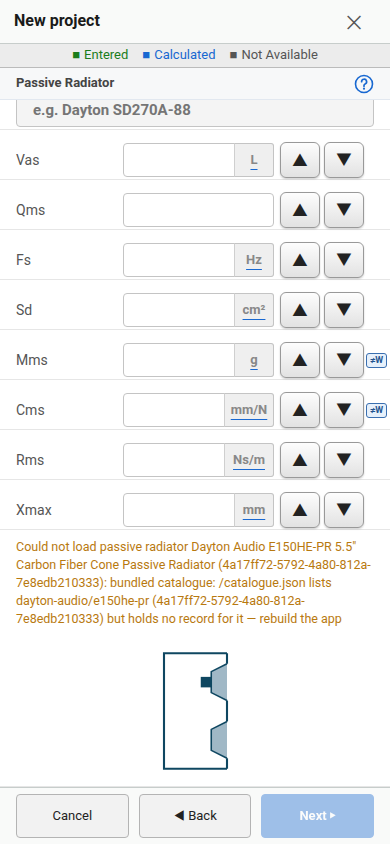 New project
Entered Calculated Not Available
Passive Radiator
e.g. Dayton SD270A-88
Vas L
Qms
Fs Hz
Sd cm²
Mms g ≠W
Cms mm/N ≠W
Rms Ns/m
Xmax mm
Could not load passive radiator Dayton Audio E150HE-PR 5.5"
Carbon Fiber Cone Passive Radiator (4a17ff72-5792-4a80-812a-
7e8edb210333): bundled catalogue: /catalogue.json lists
dayton-audio/e150he-pr (4a17ff72-5792-4a80-812a-
7e8edb210333) but holds no record for it — rebuild the app
Cancel Back Next